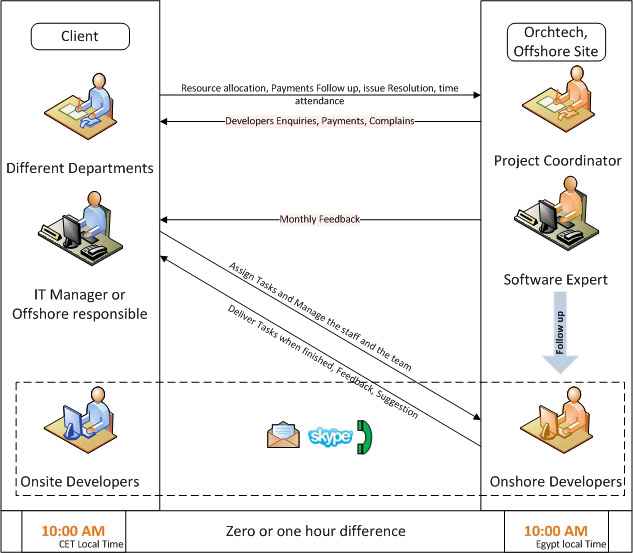 Client
Orchtech,
Offshore Site
Resource allocation, Payments Follow up, issue Resolution, time
attendance
Developers Enquiries, Payments, Complains
Different Departments
Project Coordinator
Monthly Feedback
IT Manager or
Offshore responsible
Software Expert
Assign Tasks and Manage the staff and the team
Deliver Tasks when finished, Feedback, Suggestion
Follow up
skype
Onsite Developers
Onshore Developers
10:00 AM
CET Local Time
Zero or one hour difference
10:00 AM
Egypt local Time